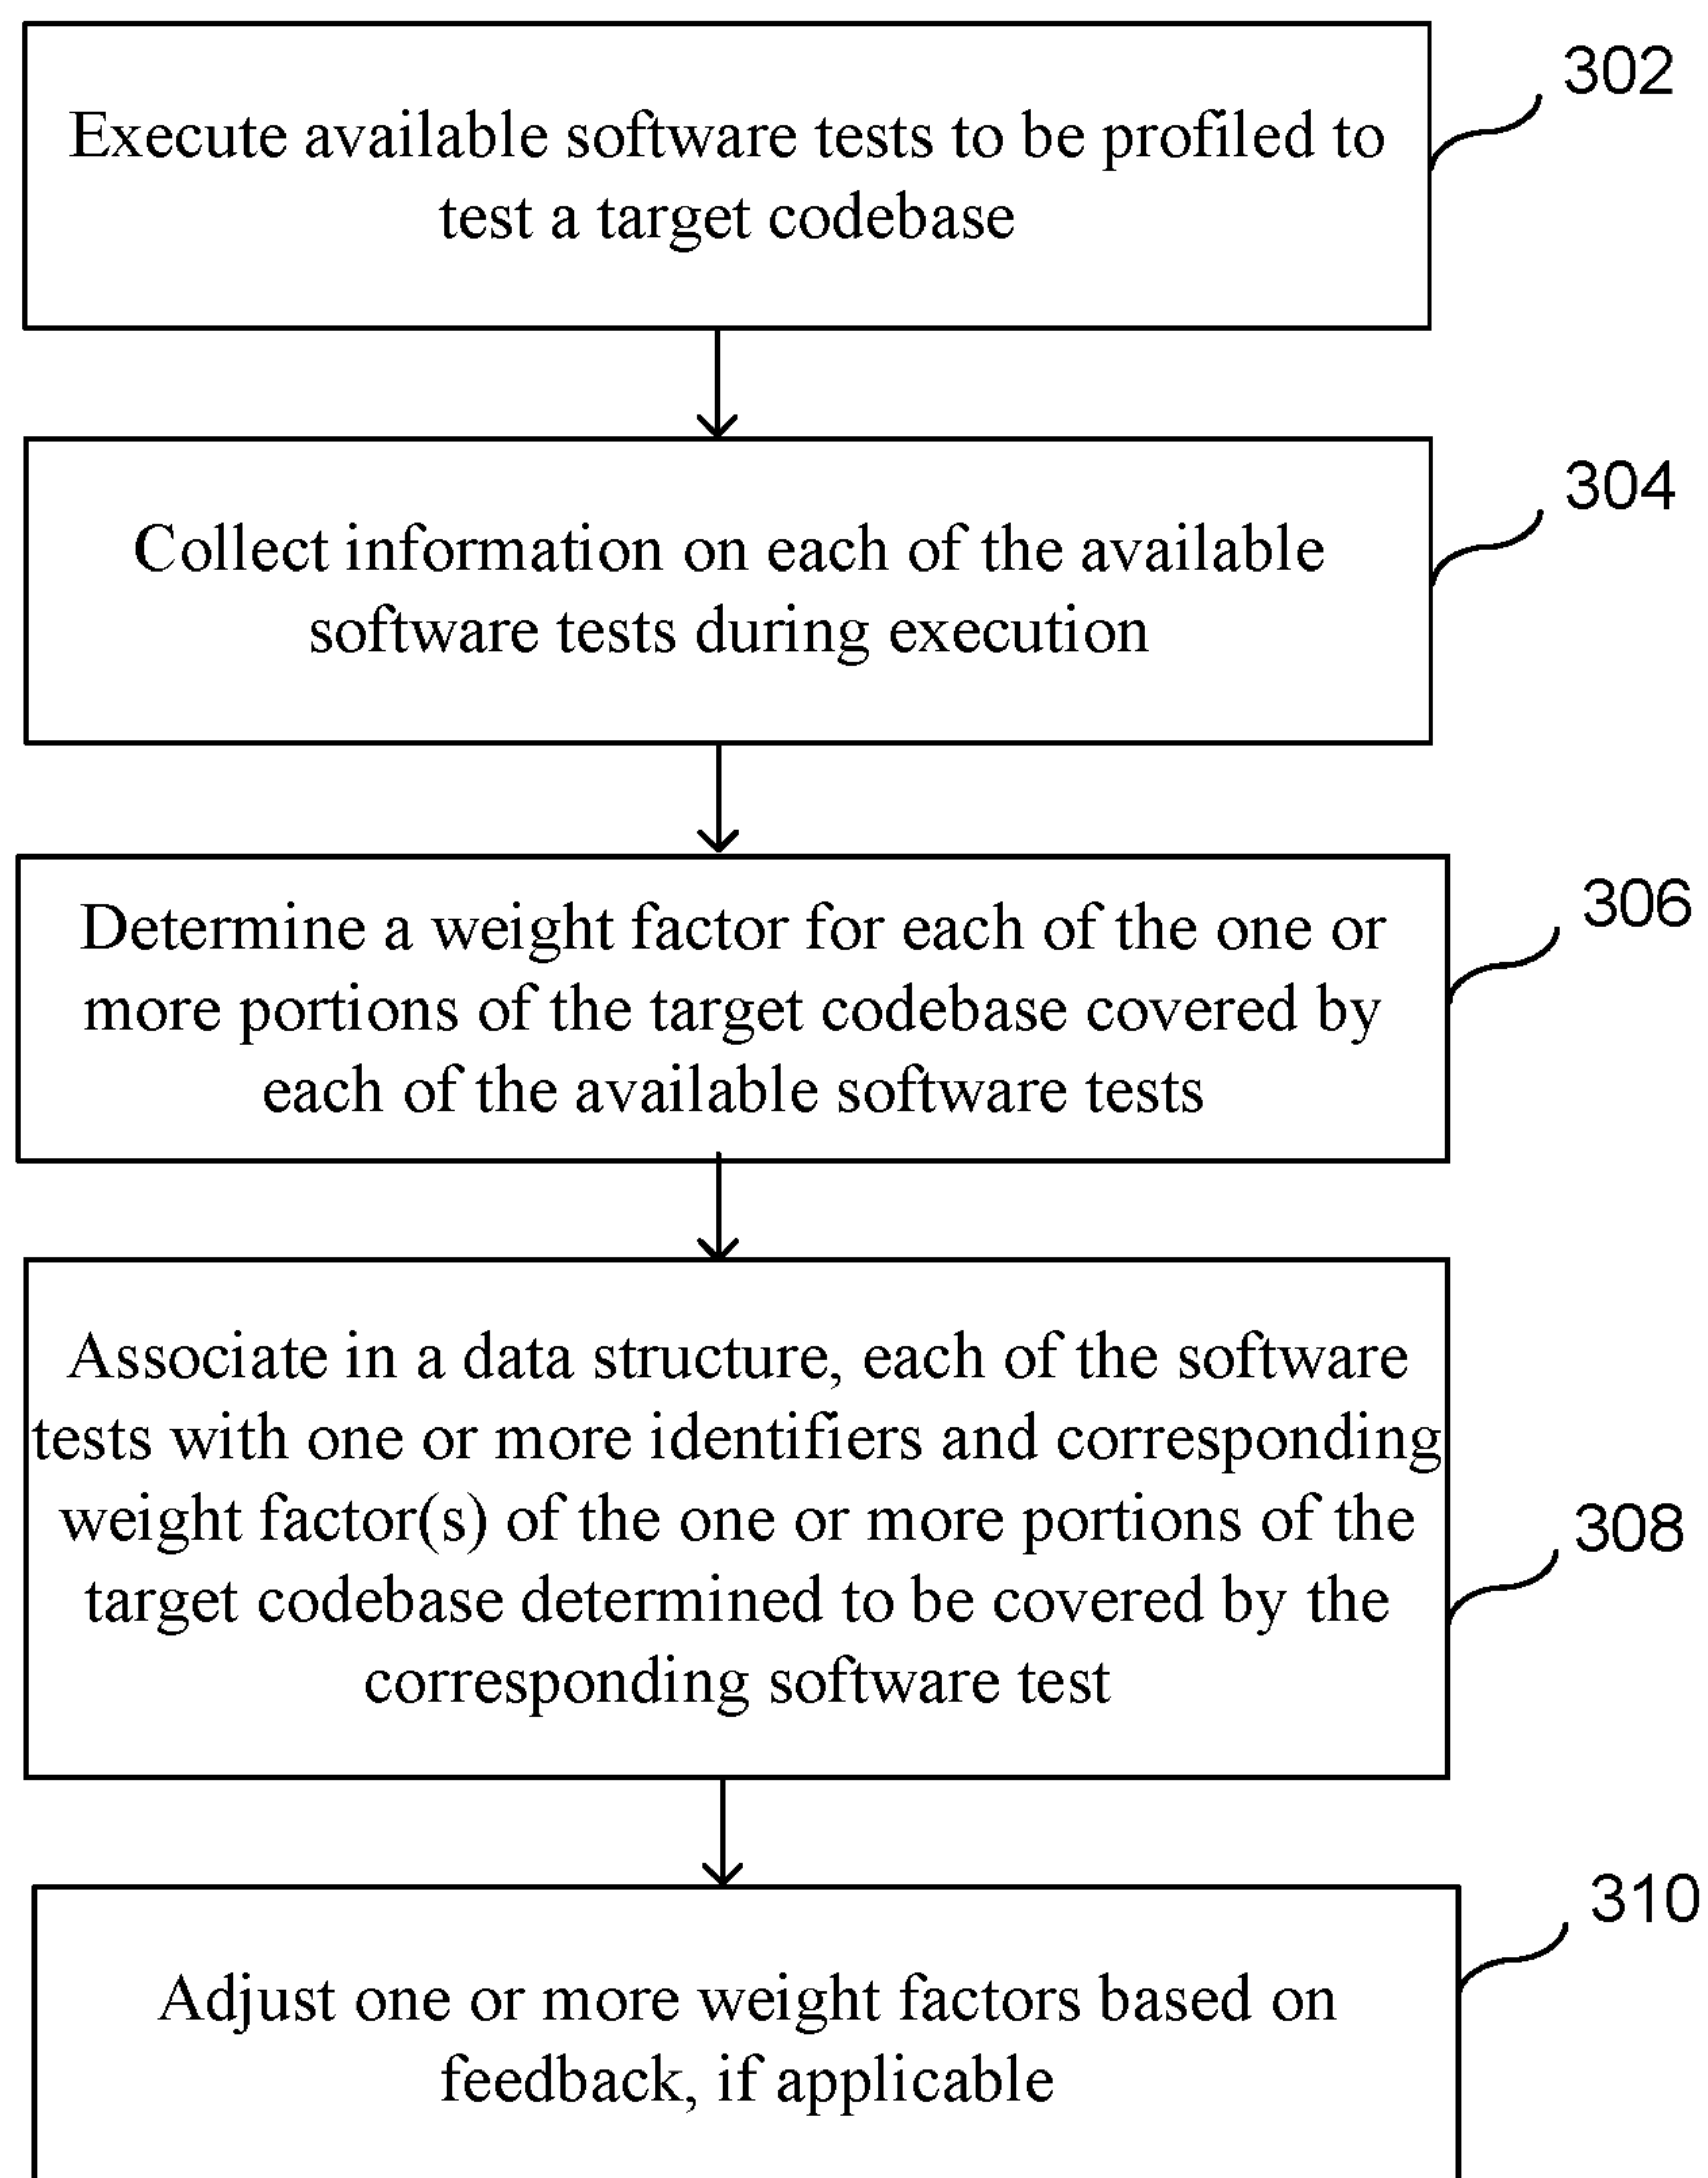 302
Execute available software tests to be profiled to
test a target codebase
304
Collect information on each of the available
software tests during execution
306
Determine a weight factor for each of the one or
more portions of the target codebase covered by
each of the available software tests
Associate in a data structure, each of the software
tests with one or more identifiers and corresponding
weight factor(s) of the one or more portions of the
308
target codebase determined to be covered by the
corresponding software test
310
Adjust one or more weight factors based on
feedback, if applicable